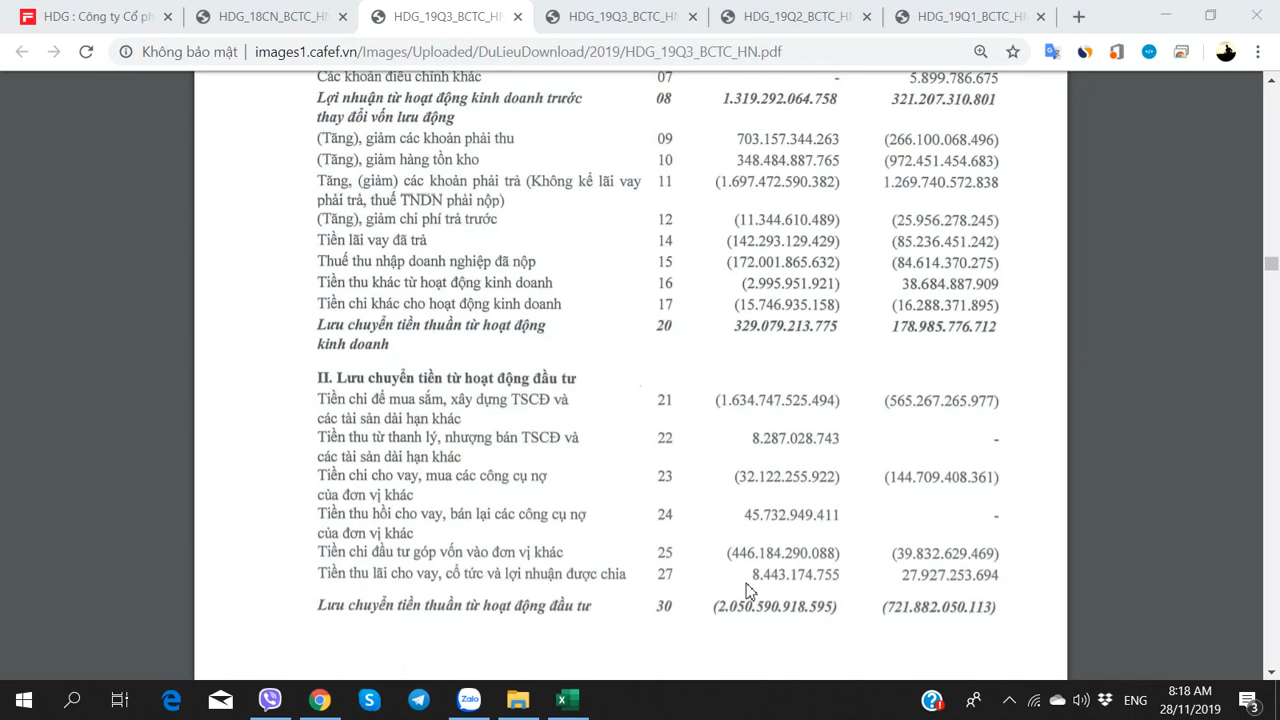 HDG : Công ty Cổ ph
HDG_18CN_BCTC_HN
HDG_19Q3_BCTC_HN.
HDG_19Q3_BCTC_HN.
HDG_19Q2_BCTC_HN.
HDG_19Q1_BCTC_HN.
Không bảo mật | images1.cafef.vn/Images/Uploaded/DuLieuDownload/2019/HDG_19Q3_BCTC_HN.pdf
Các khoản điều chỉnh khác 07 - 5.899.786.675
Lợi nhuận từ hoạt động kinh doanh trước 08 1.319.292.064.758 321.207.310.801
thay đổi vốn lưu động
(Tăng), giảm các khoản phải thu 09 703.157.344.263 (266.100.068.496)
(Tăng), giảm hàng tồn kho 10 348.484.887.765 (972.451.454.683)
Tăng, (giảm) các khoản phải trả (Không kể lãi vay 11 (1.697.472.590.382) 1.269.740.572.838
phải trả, thuế TNDN phải nộp)
(Tăng), giảm chi phí trả trước 12 (11.344.610.489) (25.956.278.245)
Tiền lãi vay đã trả 14 (142.293.129.429) (85.236.451.242)
Thuế thu nhập doanh nghiệp đã nộp 15 (172.001.865.632) (84.614.370.275)
Tiền thu khác từ hoạt động kinh doanh 16 (2.995.951.921) 38.684.887.909
Tiền chi khác cho hoạt động kinh doanh 17 (15.746.935.158) (16.288.371.895)
Lưu chuyển tiền thuần từ hoạt động 20 329.079.213.775 178.985.776.712
kinh doanh
II. Lưu chuyển tiền từ hoạt động đầu tư
Tiền chi để mua sắm, xây dựng TSCĐ và 21 (1.634.747.525.494) (565.267.265.977)
các tài sản dài hạn khác
Tiền thu từ thanh lý, nhượng bán TSCĐ và 22 8.287.028.743 -
các tài sản dài hạn khác
Tiền chi cho vay, mua các công cụ nợ 23 (32.122.255.922) (144.709.408.361)
của đơn vị khác
Tiền thu hồi cho vay, bán lại các công cụ nợ 24 45.732.949.411 -
của đơn vị khác
Tiền chi đầu tư góp vốn vào đơn vị khác 25 (446.184.290.088) (39.832.629.469)
Tiền thu lãi cho vay, cổ tức và lợi nhuận được chia 27 8.443.174.755 27.927.253.694
Lưu chuyển tiền thuần từ hoạt động đầu tư 30 (2.050.590.918.595) (721.882.050.113)
Zalo
ENG
8:18 AM
28/11/2019
3